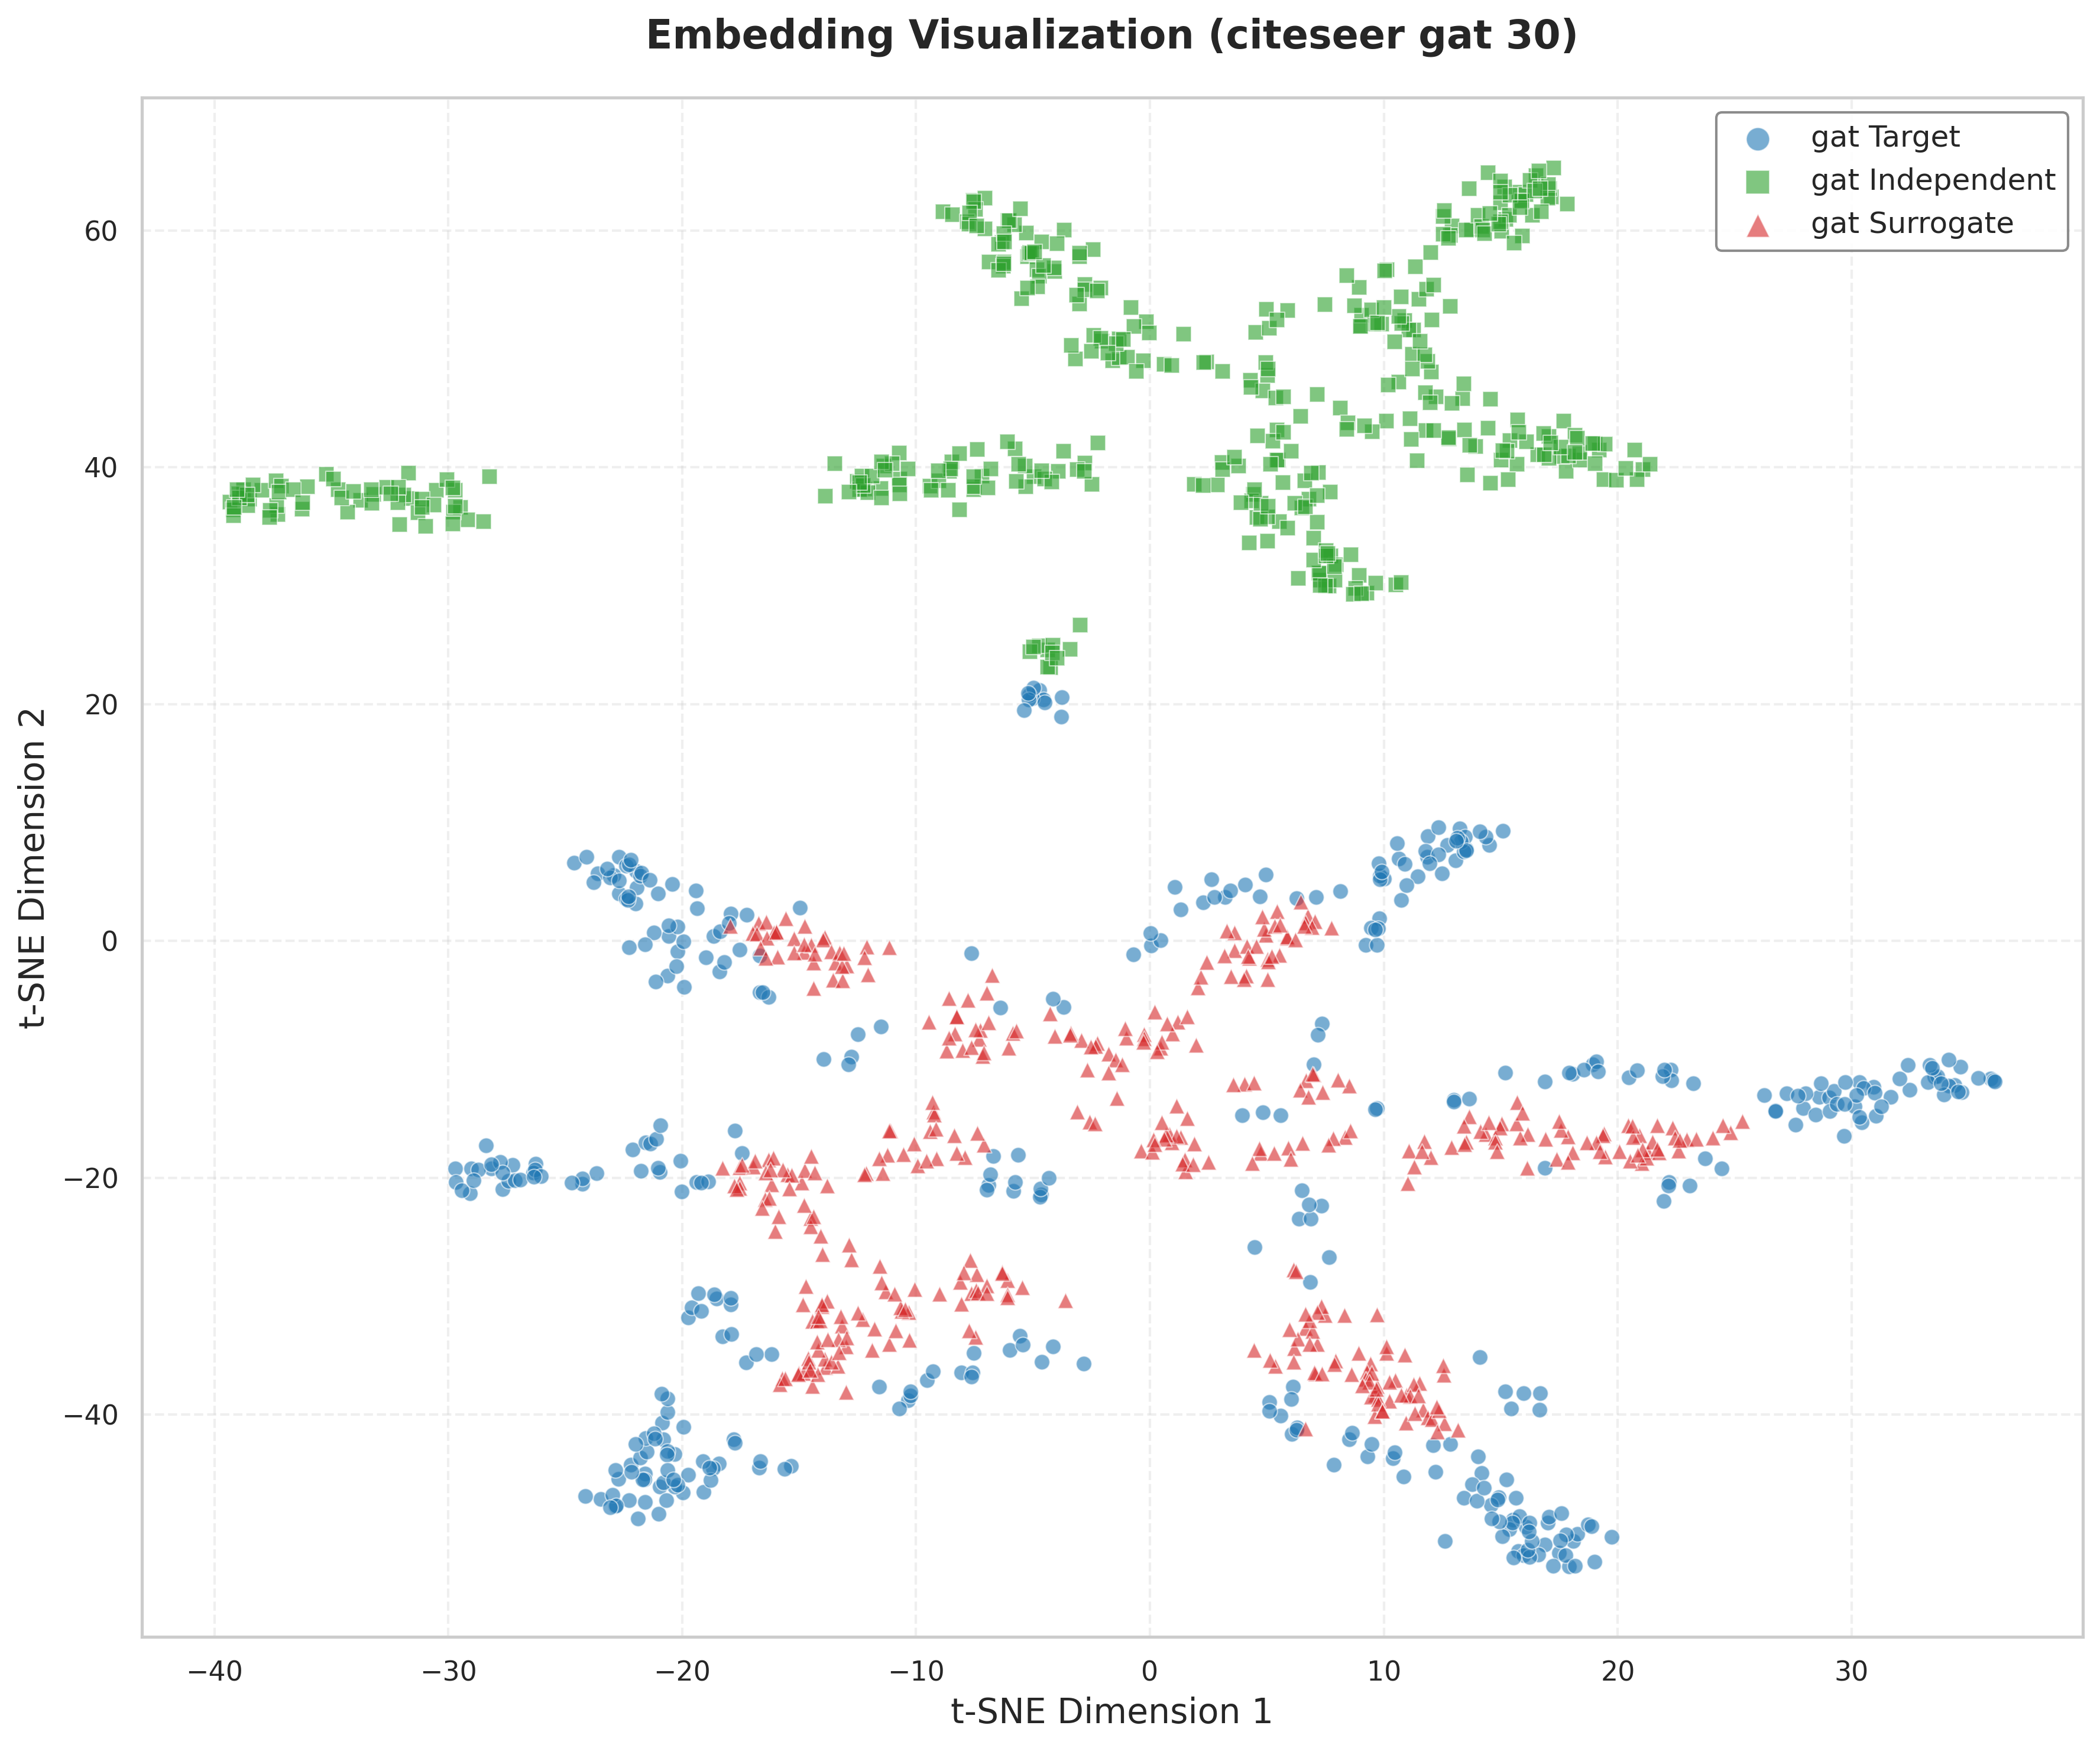 Embedding Visualization (citeseer gat 30)
gat Target
gat Independent
gat Surrogate
t-SNE Dimension 2
60
40
20
0
−20
−40
−40
−30
−20
−10
0
10
20
30
t-SNE Dimension 1